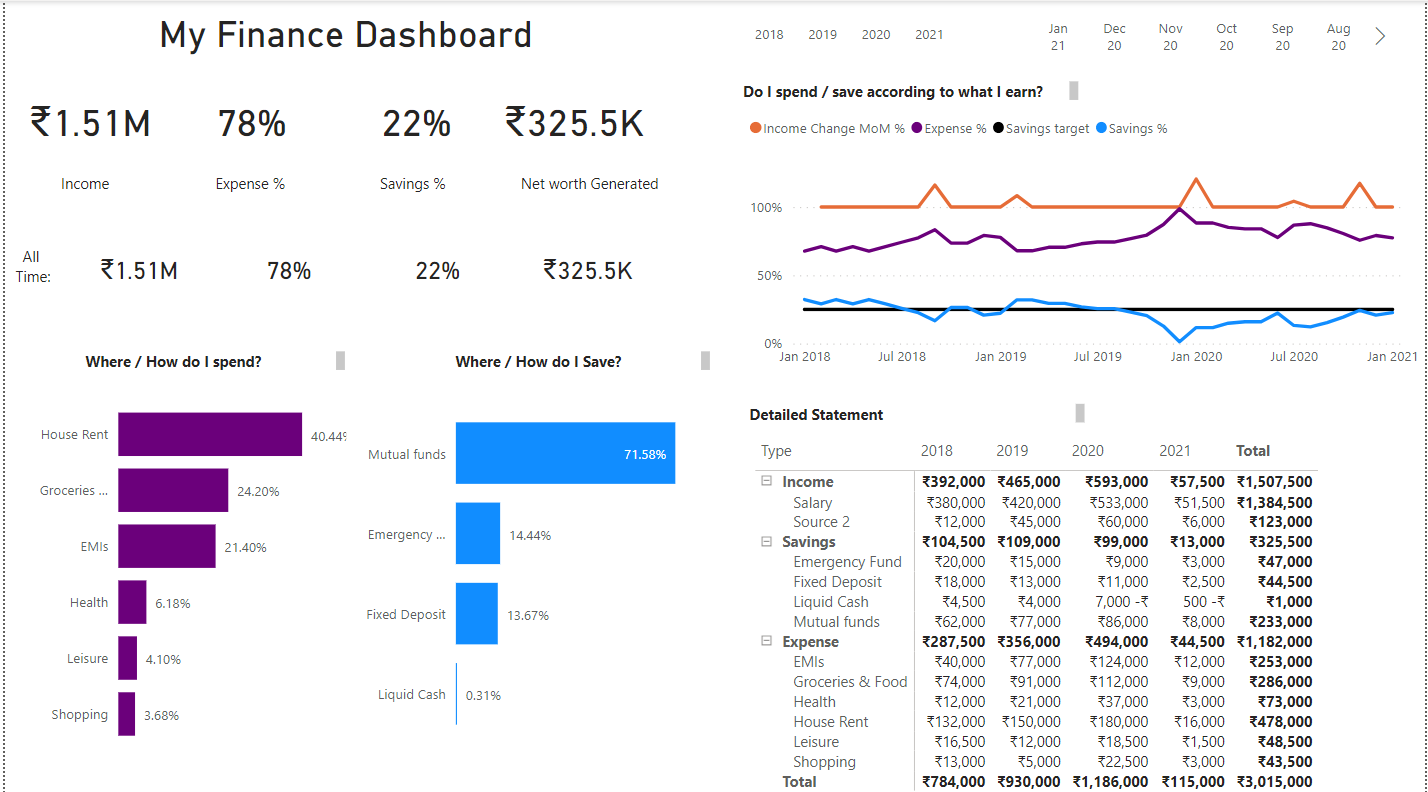 My Finance Dashboard
₹1.51M 78% 22% ₹325.5K
Income Expense % Savings % Net worth Generated
All Time: ₹1.51M 78% 22% ₹325.5K
Where / How do I spend?
House Rent 40.44%
Groceries ... 24.20%
EMIs 21.40%
Health 6.18%
Leisure 4.10%
Shopping 3.68%
Where / How do I Save?
Mutual funds 71.58%
Emergency ... 14.44%
Fixed Deposit 13.67%
Liquid Cash 0.31%
2018 2019 2020 2021
Jan 21 Dec 20 Nov 20 Oct 20 Sep 20 Aug 20
Do I spend / save according to what I earn?
Income Change MoM % Expense % Savings target Savings %
100%
50%
0%
Jan 2018 Jul 2018 Jan 2019 Jul 2019 Jan 2020 Jul 2020 Jan 2021
Detailed Statement
Type 2018 2019 2020 2021 Total
Income ₹392,000 ₹465,000 ₹593,000 ₹57,500 ₹1,507,500
Salary ₹380,000 ₹420,000 ₹533,000 ₹51,500 ₹1,384,500
Source 2 ₹12,000 ₹45,000 ₹60,000 ₹6,000 ₹123,000
Savings ₹104,500 ₹109,000 ₹99,000 ₹13,000 ₹325,500
Emergency Fund ₹20,000 ₹15,000 ₹9,000 ₹3,000 ₹47,000
Fixed Deposit ₹18,000 ₹13,000 ₹11,000 ₹2,500 ₹44,500
Liquid Cash ₹4,500 ₹4,000 7,000 -₹ 500 -₹ ₹1,000
Mutual funds ₹62,000 ₹77,000 ₹86,000 ₹8,000 ₹233,000
Expense ₹287,500 ₹356,000 ₹494,000 ₹44,500 ₹1,182,000
EMIs ₹40,000 ₹77,000 ₹124,000 ₹12,000 ₹253,000
Groceries & Food ₹74,000 ₹91,000 ₹112,000 ₹9,000 ₹286,000
Health ₹12,000 ₹21,000 ₹37,000 ₹3,000 ₹73,000
House Rent ₹132,000 ₹150,000 ₹180,000 ₹16,000 ₹478,000
Leisure ₹16,500 ₹12,000 ₹18,500 ₹1,500 ₹48,500
Shopping ₹13,000 ₹5,000 ₹22,500 ₹3,000 ₹43,500
Total ₹784,000 ₹930,000 ₹1,186,000 ₹115,000 ₹3,015,000